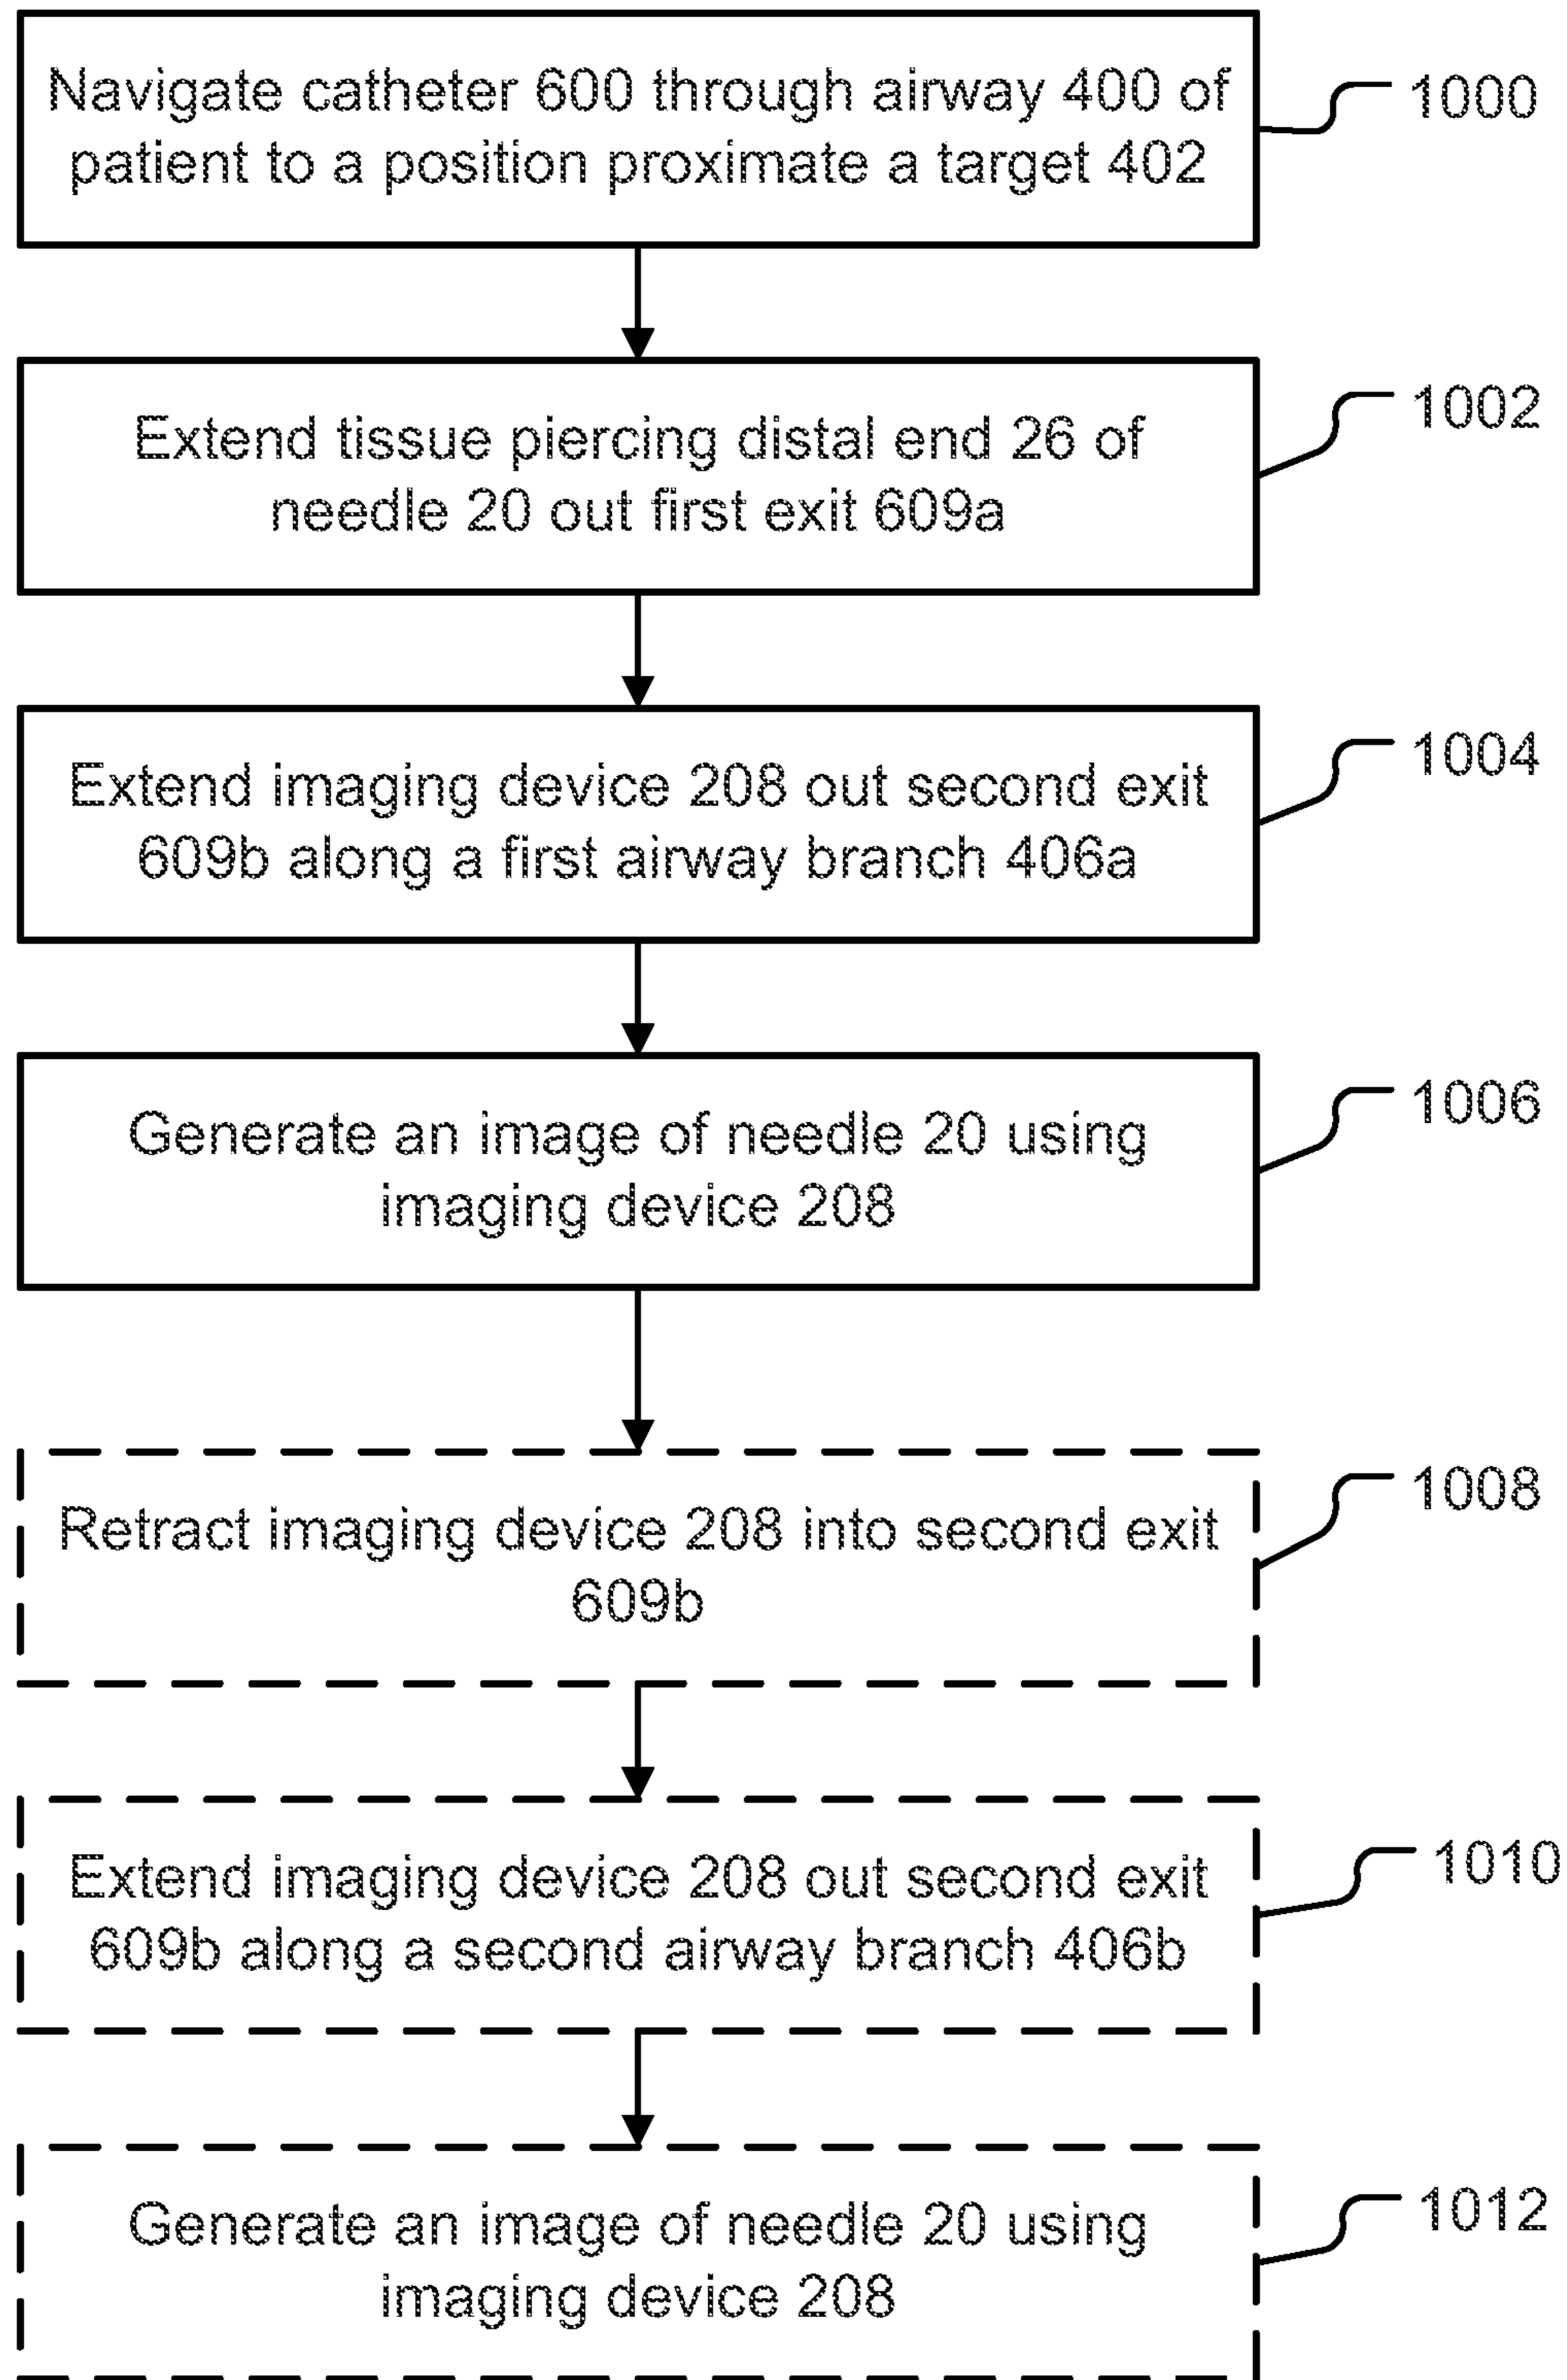 Navigate catheter 600 through airway 400 of
patient to a position proximate a target 402
1000
Extend tissue piercing distal end 26 of
needle 20 out first exit 609a
1002
Extend imaging device 208 out second exit
609b along a first airway branch 406a
1004
Generate an image of needle 20 using
imaging device 208
1006
Retract imaging device 208 into second exit
609b
1008
Extend imaging device 208 out second exit
609b along a second airway branch 406b
1010
Generate an image of needle 20 using
imaging device 208
1012